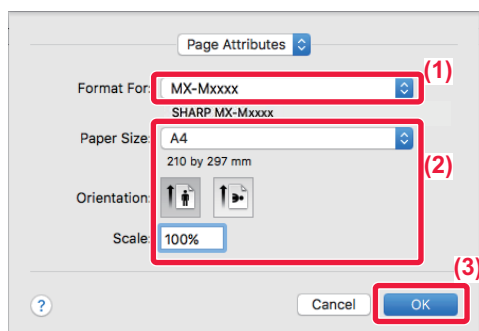 Page Attributes
(1)
Format For: MX-Mxxxx
SHARP MX-Mxxxx
Paper Size: A4
210 by 297 mm
(2)
Orientation:
Scale: 100%
(3)
? Cancel OK